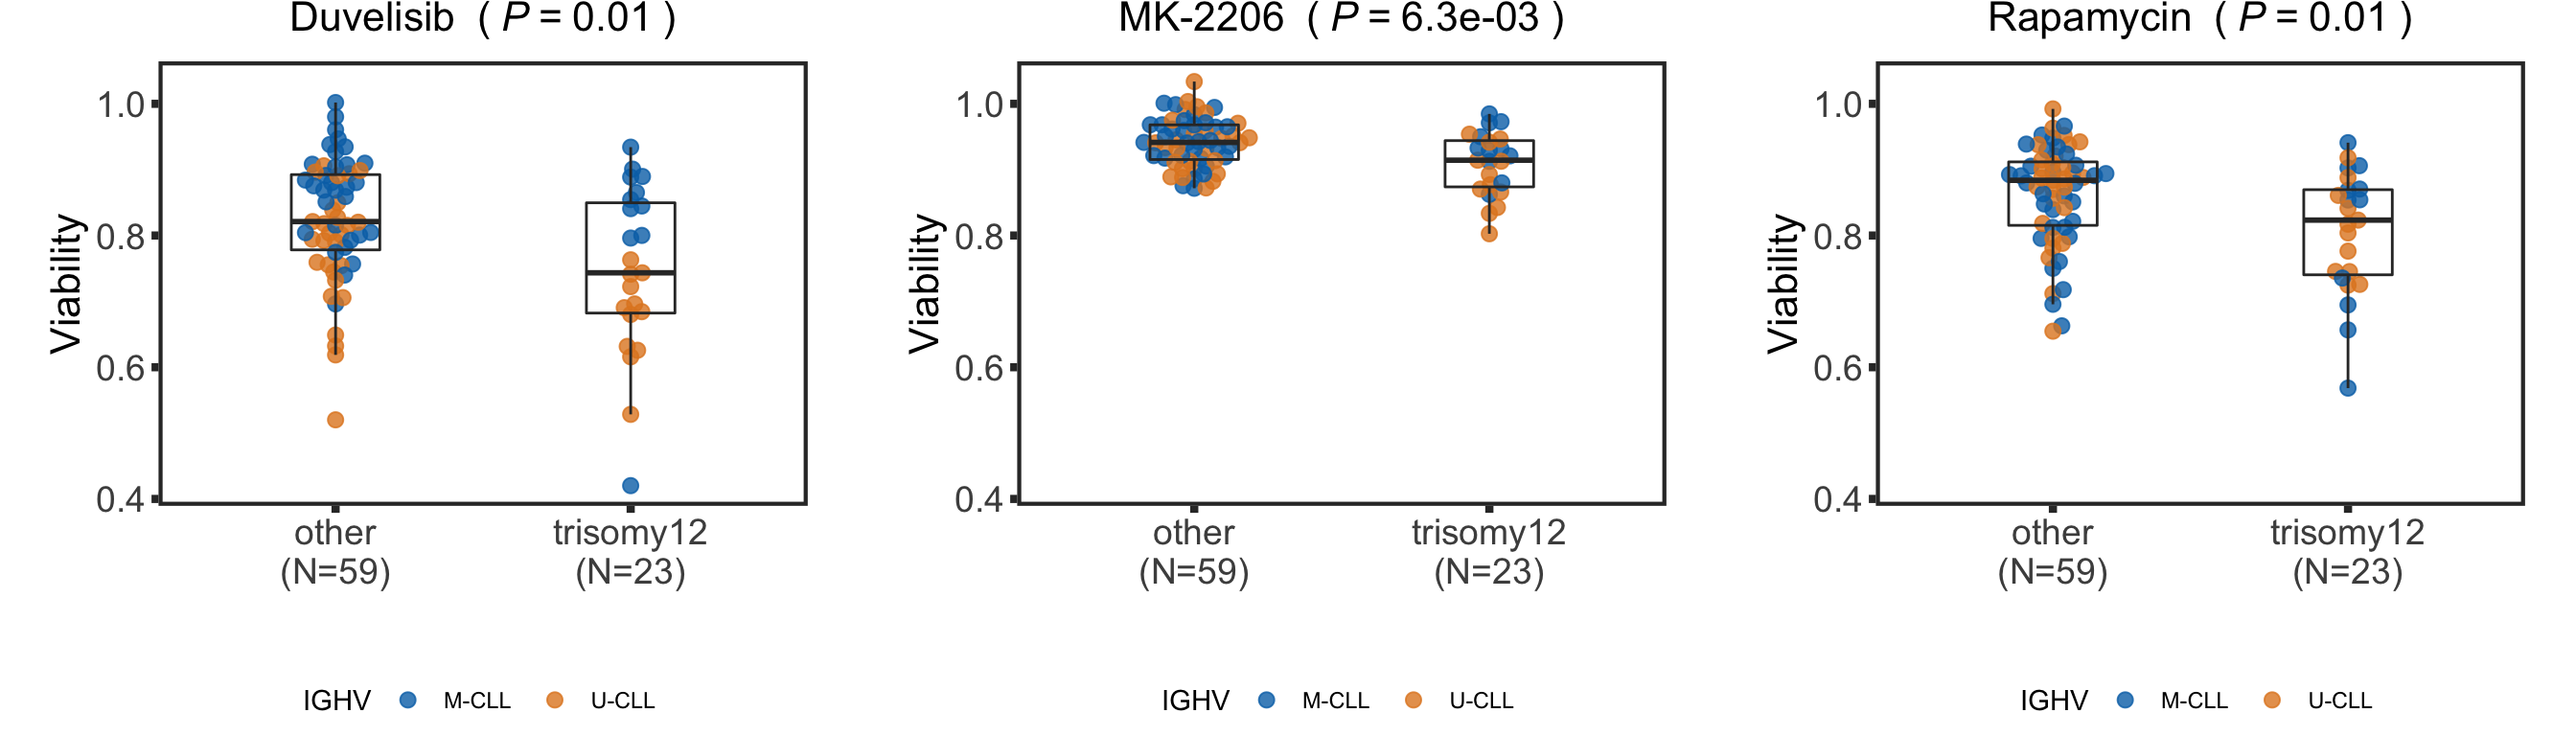 Duvelisib ( P = 0.01 )
Viability
1.0
0.8
0.6
0.4
other
(N=59)
trisomy12
(N=23)
IGHV M-CLL U-CLL
MK-2206 ( P = 6.3e-03 )
Viability
1.0
0.8
0.6
0.4
other
(N=59)
trisomy12
(N=23)
IGHV M-CLL U-CLL
Rapamycin ( P = 0.01 )
Viability
1.0
0.8
0.6
0.4
other
(N=59)
trisomy12
(N=23)
IGHV M-CLL U-CLL